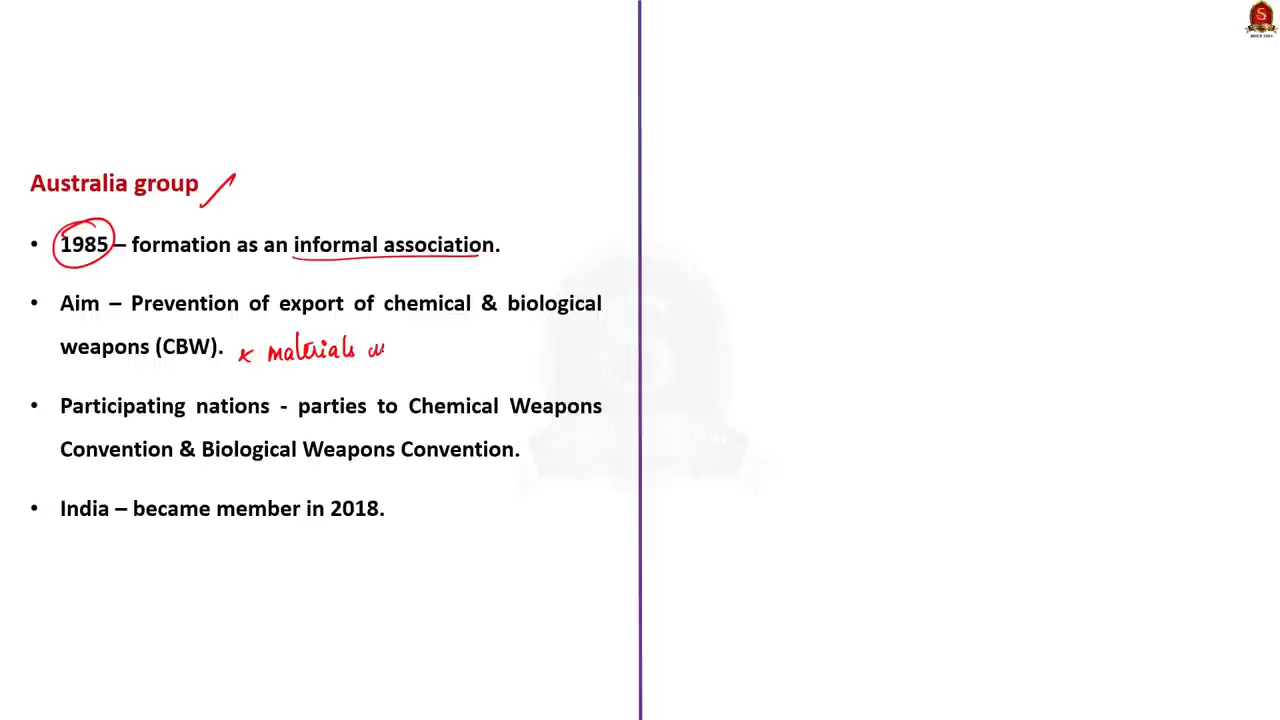 Australia group
• 1985 – formation as an informal association.
• Aim – Prevention of export of chemical & biological
weapons (CBW). x materials
• Participating nations - parties to Chemical Weapons
Convention & Biological Weapons Convention.
• India – became member in 2018.